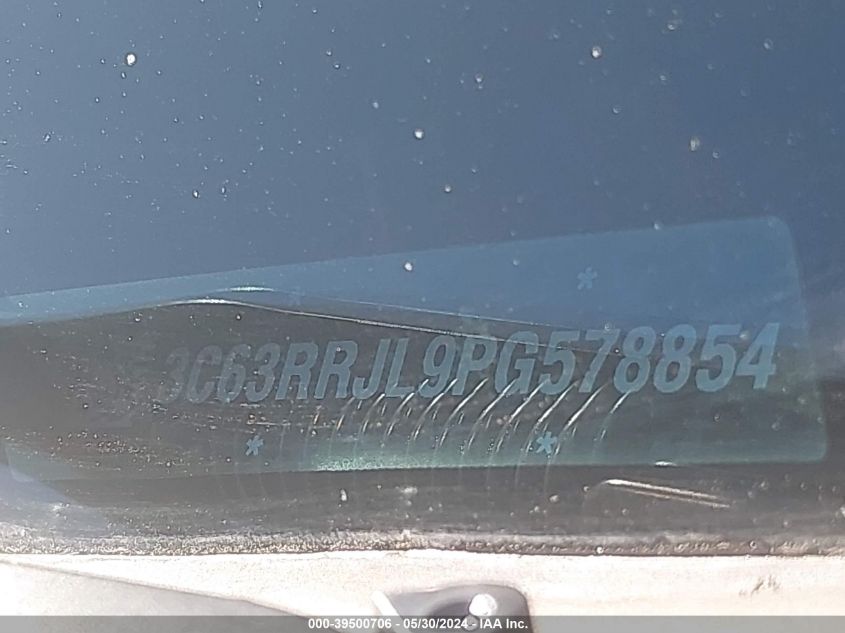 *
3C63RRJL9PG578854
* *
000-39500706 - 05/30/2024 - IAA Inc.